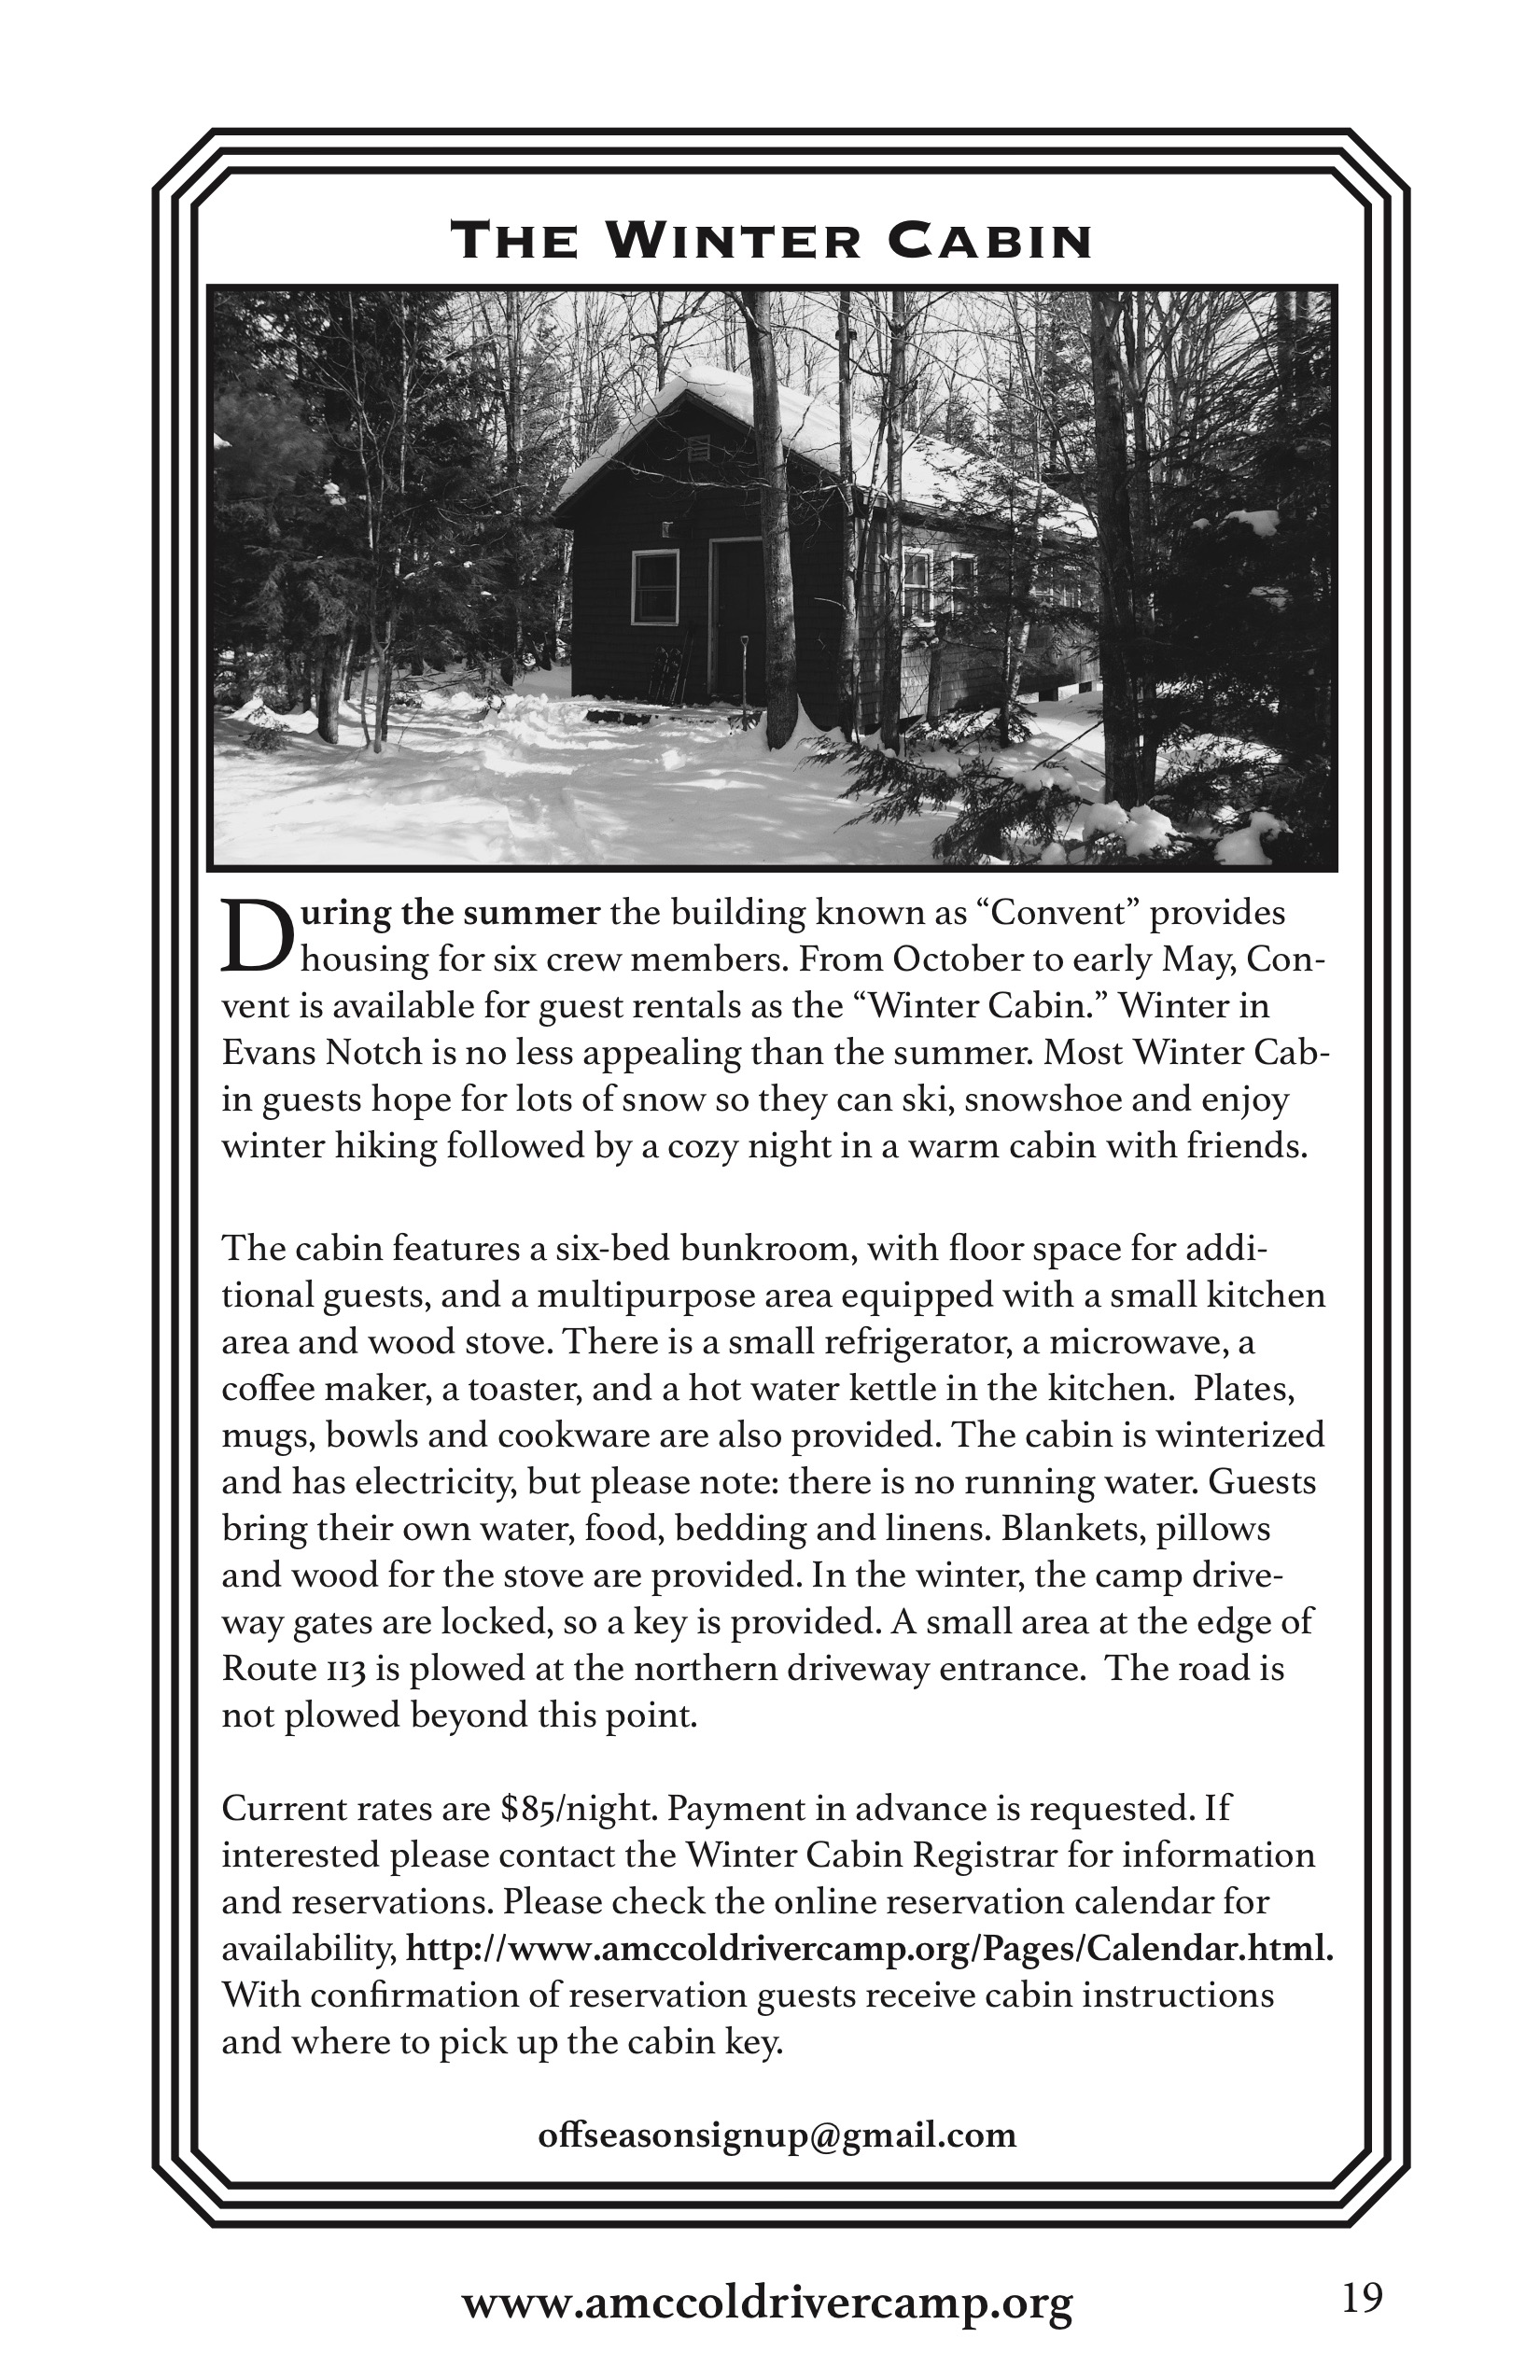 The Winter Cabin
During the summer the building known as “Convent” provides
housing for six crew members. From October to early May, Con-
vent is available for guest rentals as the “Winter Cabin.” Winter in
Evans Notch is no less appealing than the summer. Most Winter Cab-
in guests hope for lots of snow so they can ski, snowshoe and enjoy
winter hiking followed by a cozy night in a warm cabin with friends.
The cabin features a six-bed bunkroom, with floor space for addi-
tional guests, and a multipurpose area equipped with a small kitchen
area and wood stove. There is a small refrigerator, a microwave, a
coffee maker, a toaster, and a hot water kettle in the kitchen.  Plates,
mugs, bowls and cookware are also provided. The cabin is winterized
and has electricity, but please note: there is no running water. Guests
bring their own water, food, bedding and linens. Blankets, pillows
and wood for the stove are provided. In the winter, the camp drive-
way gates are locked, so a key is provided. A small area at the edge of
Route 113 is plowed at the northern driveway entrance.  The road is
not plowed beyond this point.
Current rates are $85/night. Payment in advance is requested. If
interested please contact the Winter Cabin Registrar for information
and reservations. Please check the online reservation calendar for
availability, http://www.amccoldrivercamp.org/Pages/Calendar.html.
With confirmation of reservation guests receive cabin instructions
and where to pick up the cabin key.
offseasonsignup@gmail.com
www.amccoldrivercamp.org
19